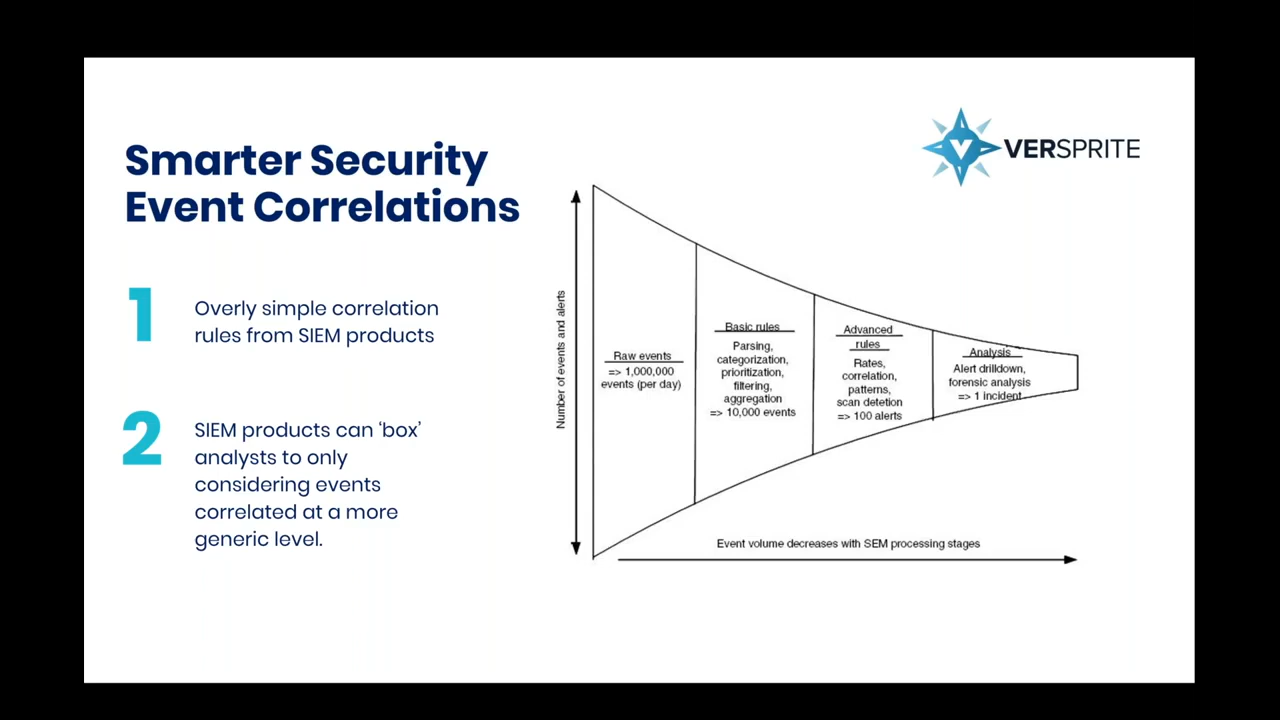 Smarter Security
Event Correlations
VERSPRITE
1
Overly simple correlation
rules from SIEM products
2
SIEM products can ‘box’
analysts to only
considering events
correlated at a more
generic level.
Number of events and alerts
Raw events
=> 1,000,000
events (per day)
Basic rules
Parsing,
categorization,
prioritization,
filtering,
aggregation
=> 10,000 events
Advanced
rules
Rates,
correlation,
patterns,
scan detetion
=> 100 alerts
Analysis
Alert drilldown,
forensic analysis
=> 1 incident
Event volume decreases with SEM processing stages